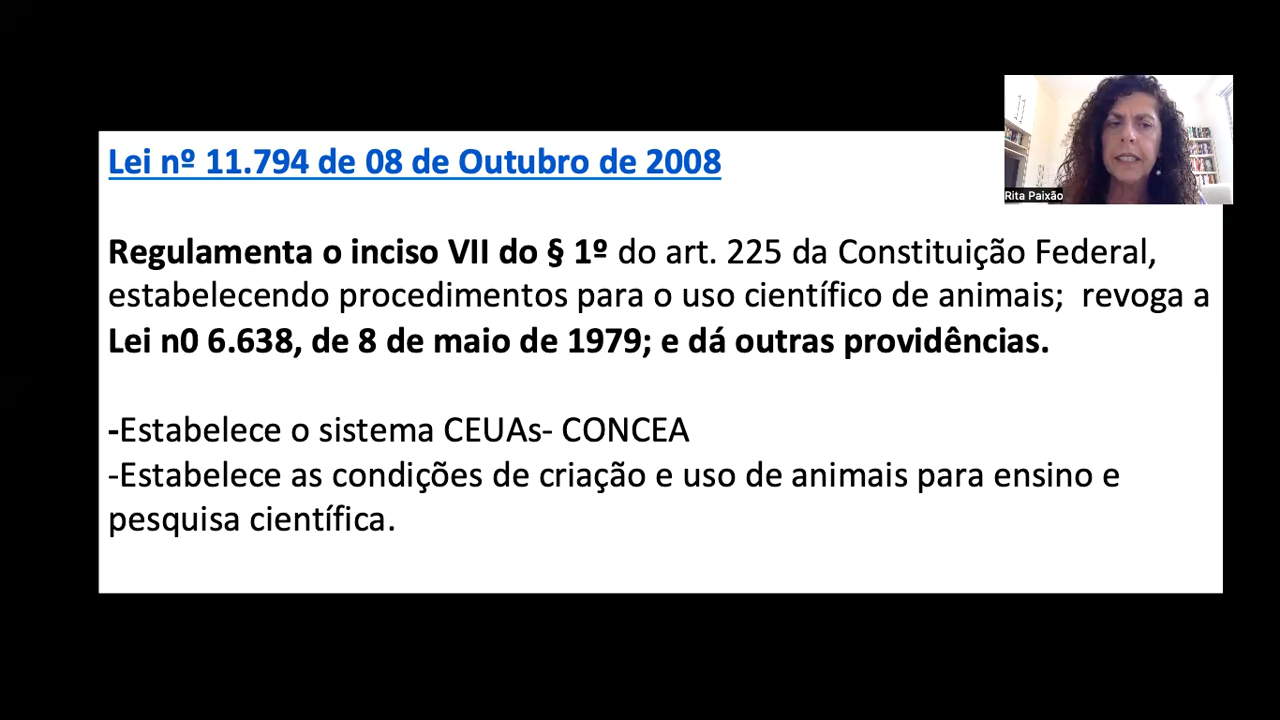 Lei nº 11.794 de 08 de Outubro de 2008
Rita Paixão
Regulamenta o inciso VII do § 1º do art. 225 da Constituição Federal,
estabelecendo procedimentos para o uso científico de animais;  revoga a
Lei n0 6.638, de 8 de maio de 1979; e dá outras providências.
-Estabelece o sistema CEUAs- CONCEA
-Estabelece as condições de criação e uso de animais para ensino e
pesquisa científica.